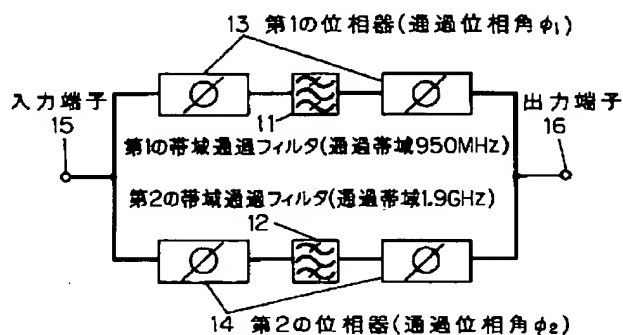 13 第1の位相器(通過位相角φ1)
入力端子
15
11
出力端子
16
第1の帯域通過フィルタ(通過帯域950MHz)
第2の帯域通過フィルタ(通過帯域1.9GHz)
12
14 第2の位相器(通過位相角φ2)